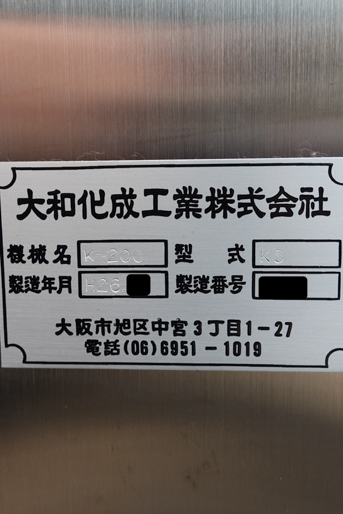 大和化成工業株式会社
機械名 K-200 型式 K5
製造年月 H26 製造番号
大阪市旭区中宮3丁目1-27
電話(06)6951-1019